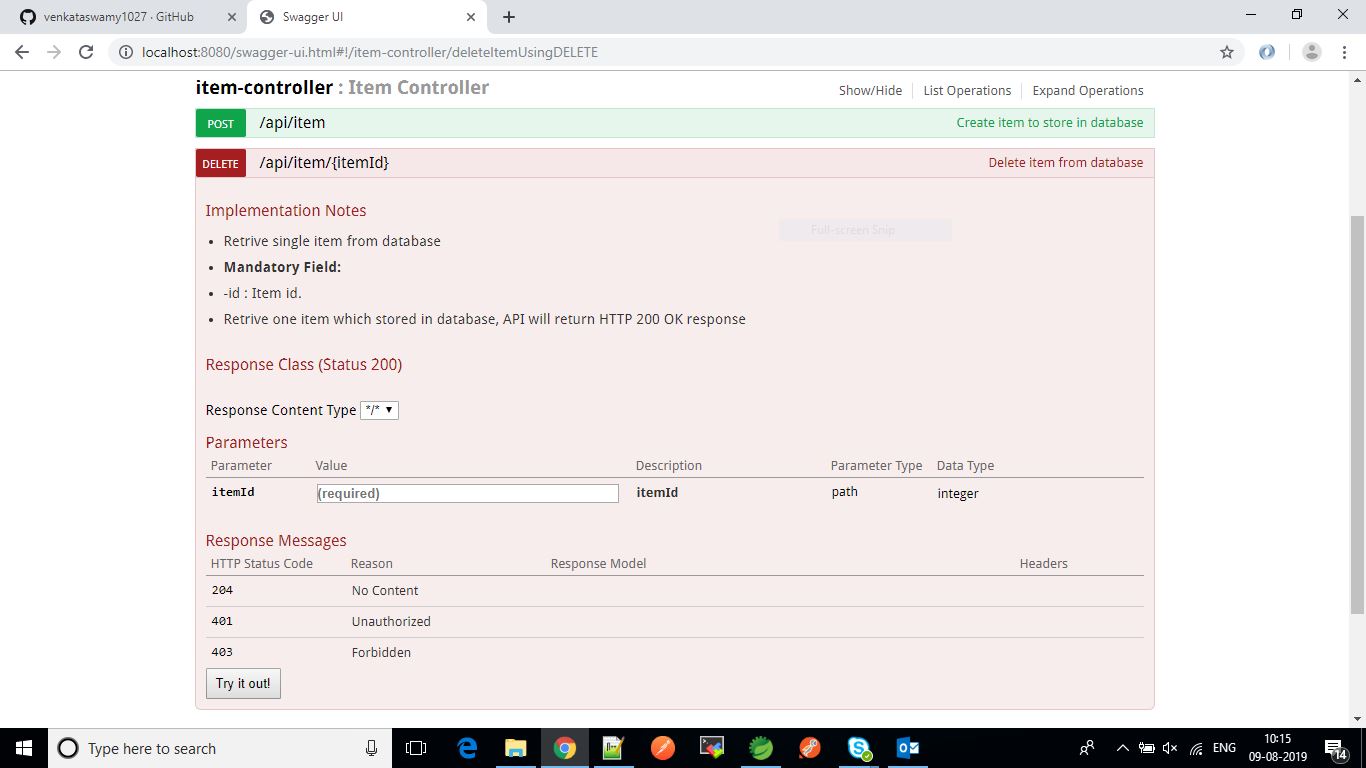 venkataswamy1027 · GitHub
Swagger UI
localhost:8080/swagger-ui.html#!/item-controller/deleteItemUsingDELETE
item-controller : Item Controller
Show/Hide
List Operations
Expand Operations
POST /api/item Create item to store in database
DELETE /api/item/{itemId} Delete item from database
Implementation Notes
Full-screen Snip
• Retrive single item from database
• Mandatory Field:
• -id : Item id.
• Retrive one item which stored in database, API will return HTTP 200 OK response
Response Class (Status 200)
Response Content Type */*
Parameters
Parameter Value Description Parameter Type Data Type
itemId (required) itemId path integer
Response Messages
HTTP Status Code Reason Response Model Headers
204 No Content
401 Unauthorized
403 Forbidden
Try it out!
Type here to search
ENG
10:15
09-08-2019
14